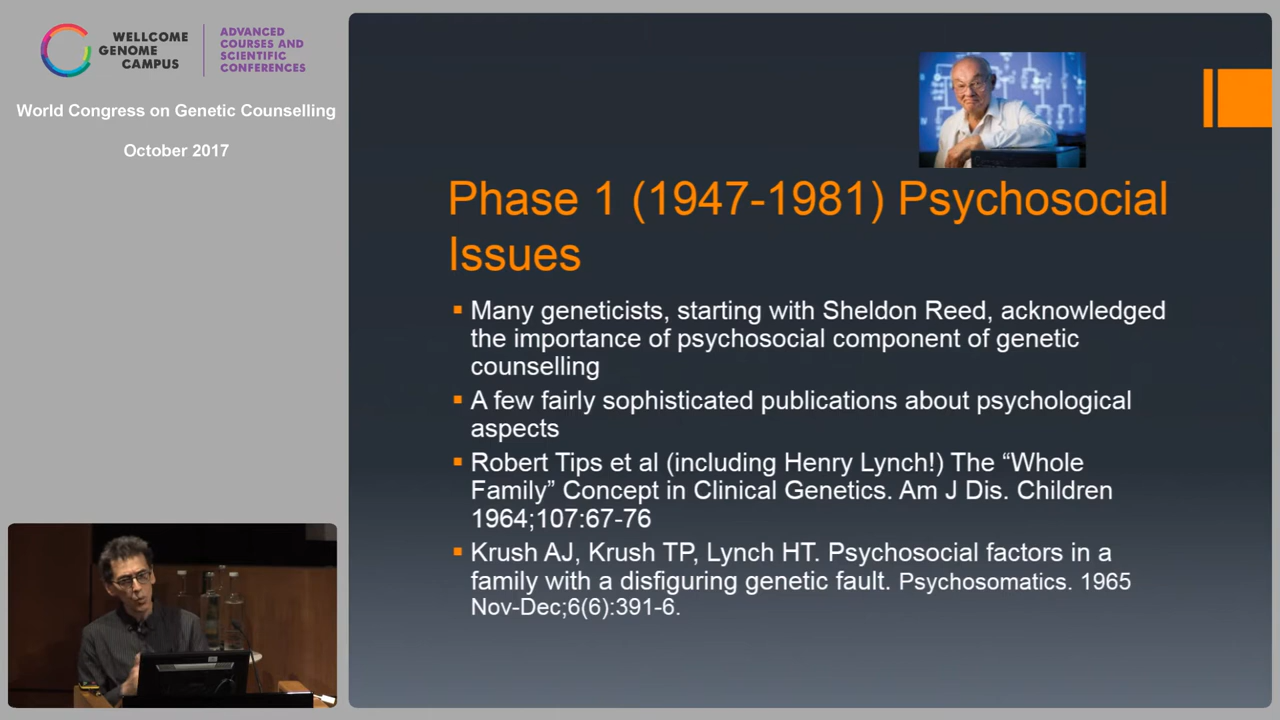 WELLCOME
GENOME
CAMPUS
ADVANCED
COURSES AND
SCIENTIFIC
CONFERENCES
World Congress on Genetic Counselling
October 2017
Phase 1 (1947-1981) Psychosocial
Issues
Many geneticists, starting with Sheldon Reed, acknowledged
the importance of psychosocial component of genetic
counselling
A few fairly sophisticated publications about psychological
aspects
Robert Tips et al (including Henry Lynch!) The “Whole
Family” Concept in Clinical Genetics. Am J Dis. Children
1964;107:67-76
Krush AJ, Krush TP, Lynch HT. Psychosocial factors in a
family with a disfiguring genetic fault. Psychosomatics. 1965
Nov-Dec;6(6):391-6.